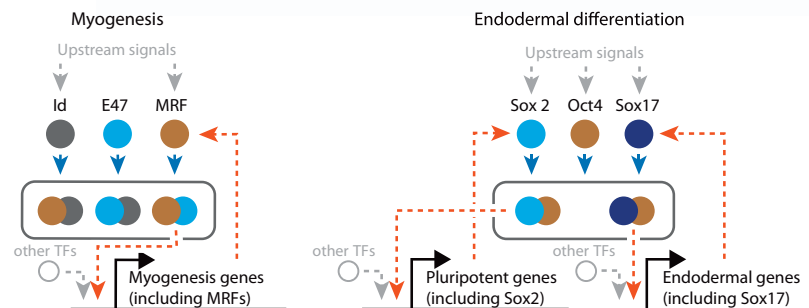 Myogenesis
Upstream signals
Id E47 MRF
other TFs
Myogenesis genes
(including MRFs)
Endodermal differentiation
Upstream signals
Sox 2 Oct4 Sox17
other TFs
Pluripotent genes
(including Sox2)
other TFs
Endodermal genes
(including Sox17)